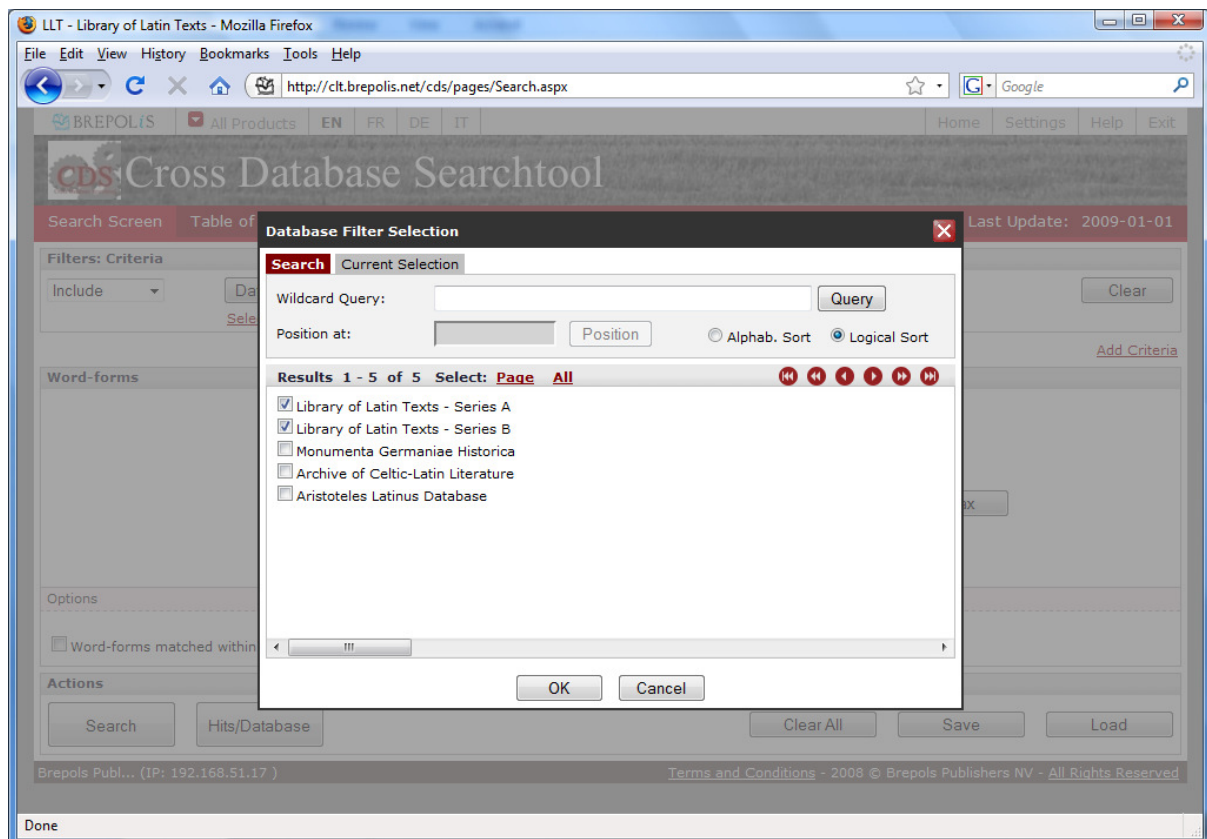 LLT - Library of Latin Texts - Mozilla Firefox
File Edit View History Bookmarks Tools Help
http://clt.brepolis.net/cds/pages/Search.aspx
G Google
BREPOLiS All Products EN FR DE IT Home Settings Help Exit
CDS Cross Database Searchtool
Search Screen Table of Last Update: 2009-01-01
Database Filter Selection
Filters: Criteria
Search Current Selection
Include Da Clear
Wildcard Query: Query
Sele
Position at: Position Alphab. Sort Logical Sort
Add Criteria
Word-forms
Results 1 - 5 of 5 Select: Page All
Library of Latin Texts - Series A
Library of Latin Texts - Series B
Monumenta Germaniae Historica
Archive of Celtic-Latin Literature
Aristoteles Latinus Database
Options
Word-forms matched within
Actions
OK Cancel
Search Hits/Database Clear All Save Load
Brepols Publ... (IP: 192.168.51.17 ) Terms and Conditions - 2008 © Brepols Publishers NV - All Rights Reserved
Done